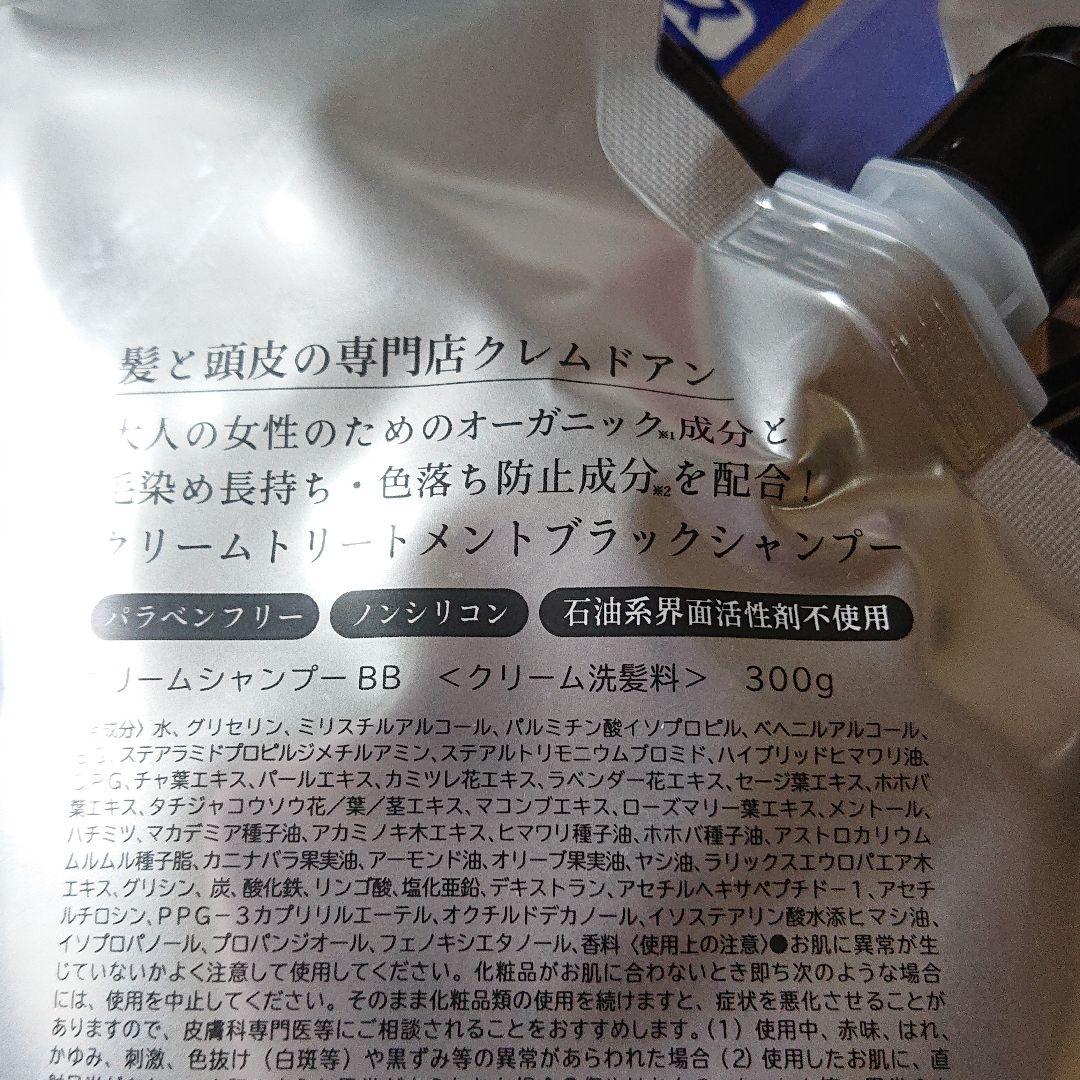 ス
髪と頭皮の専門店クレムドアン
大人の女性のためのオーガニック※1成分と
毛染め長持ち・色落ち防止成分※2を配合!
クリームトリートメントブラックシャンプー
パラベンフリー ノンシリコン 石油系界面活性剤不使用
リームシャンプーBB <クリーム洗髪料> 300g
成分〉水、グリセリン、ミリスチルアルコール、パルミチン酸イソプロピル、ベヘニルアルコール、
ステアラミドプロピルジメチルアミン、ステアルトリモニウムブロミド、ハイブリッドヒマワリ油、
PG、チャ葉エキス、パールエキス、カミツレ花エキス、ラベンダー花エキス、セージ葉エキス、ホホバ
葉エキス、タチジャコウソウ花/葉/茎エキス、マコンブエキス、ローズマリー葉エキス、メントール、
ハチミツ、マカデミア種子油、アカミノキ木エキス、ヒマワリ種子油、ホホバ種子油、アストロカリウム
ムルムル種子脂、カニナバラ果実油、アーモンド油、オリーブ果実油、ヤシ油、ラリックスエウロパエア木
エキス、グリシン、炭、酸化鉄、リンゴ酸、塩化亜鉛、デキストラン、アセチルヘキサペプチド-1、アセチ
ルチロシン、PPG-3カプリリルエーテル、オクチルドデカノール、イソステアリン酸水添ヒマシ油、
イソプロパノール、プロパンジオール、フェノキシエタノール、香料〈使用上の注意〉●お肌に異常が生
じていないかよく注意して使用してください。化粧品がお肌に合わないとき即ち次のような場合
には、使用を中止してください。そのまま化粧品類の使用を続けますと、症状を悪化させることが
ありますので、皮膚科専門医等にご相談されることをおすすめします。(1)使用中、赤味、はれ、
かゆみ、刺激、色抜け(白斑等)や黒ずみ等の異常があらわれた場合(2)使用したお肌に、直